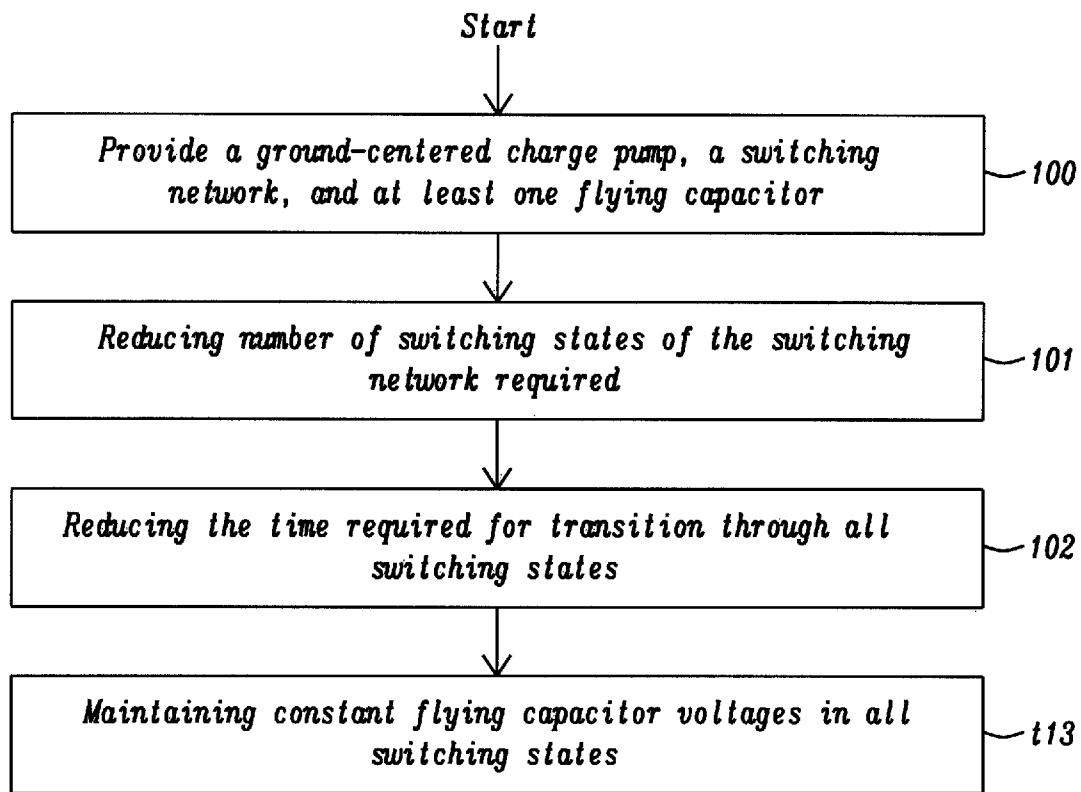 Start
Provide a ground-centered charge pump, a switching
network, and at least one flying capacitor
100
Reducing number of switching states of the switching
network required
101
Reducing the time required for transition through all
switching states
102
Maintaining constant flying capacitor voltages in all
switching states
t13